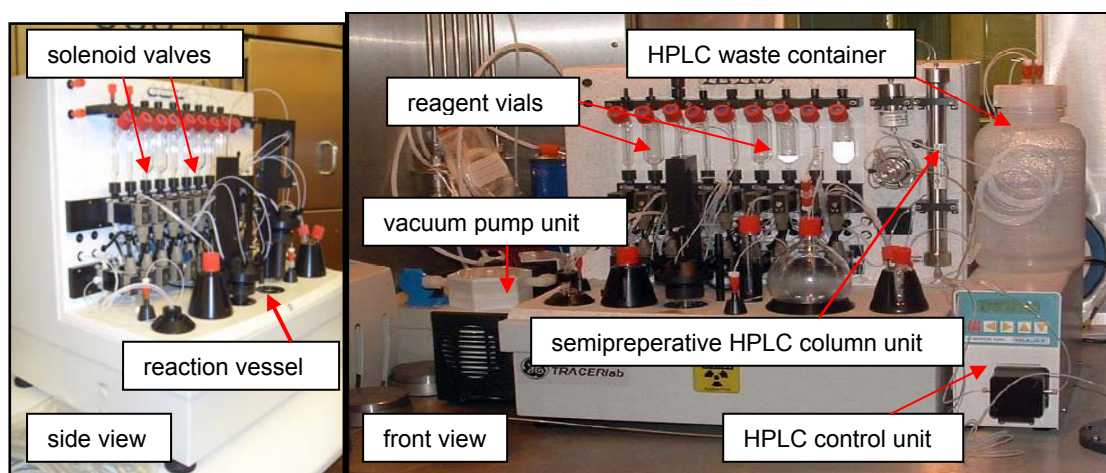 solenoid valves
reaction vessel
side view
HPLC waste container
reagent vials
vacuum pump unit
semipreperative HPLC column unit
TRACERlab
front view
HPLC control unit